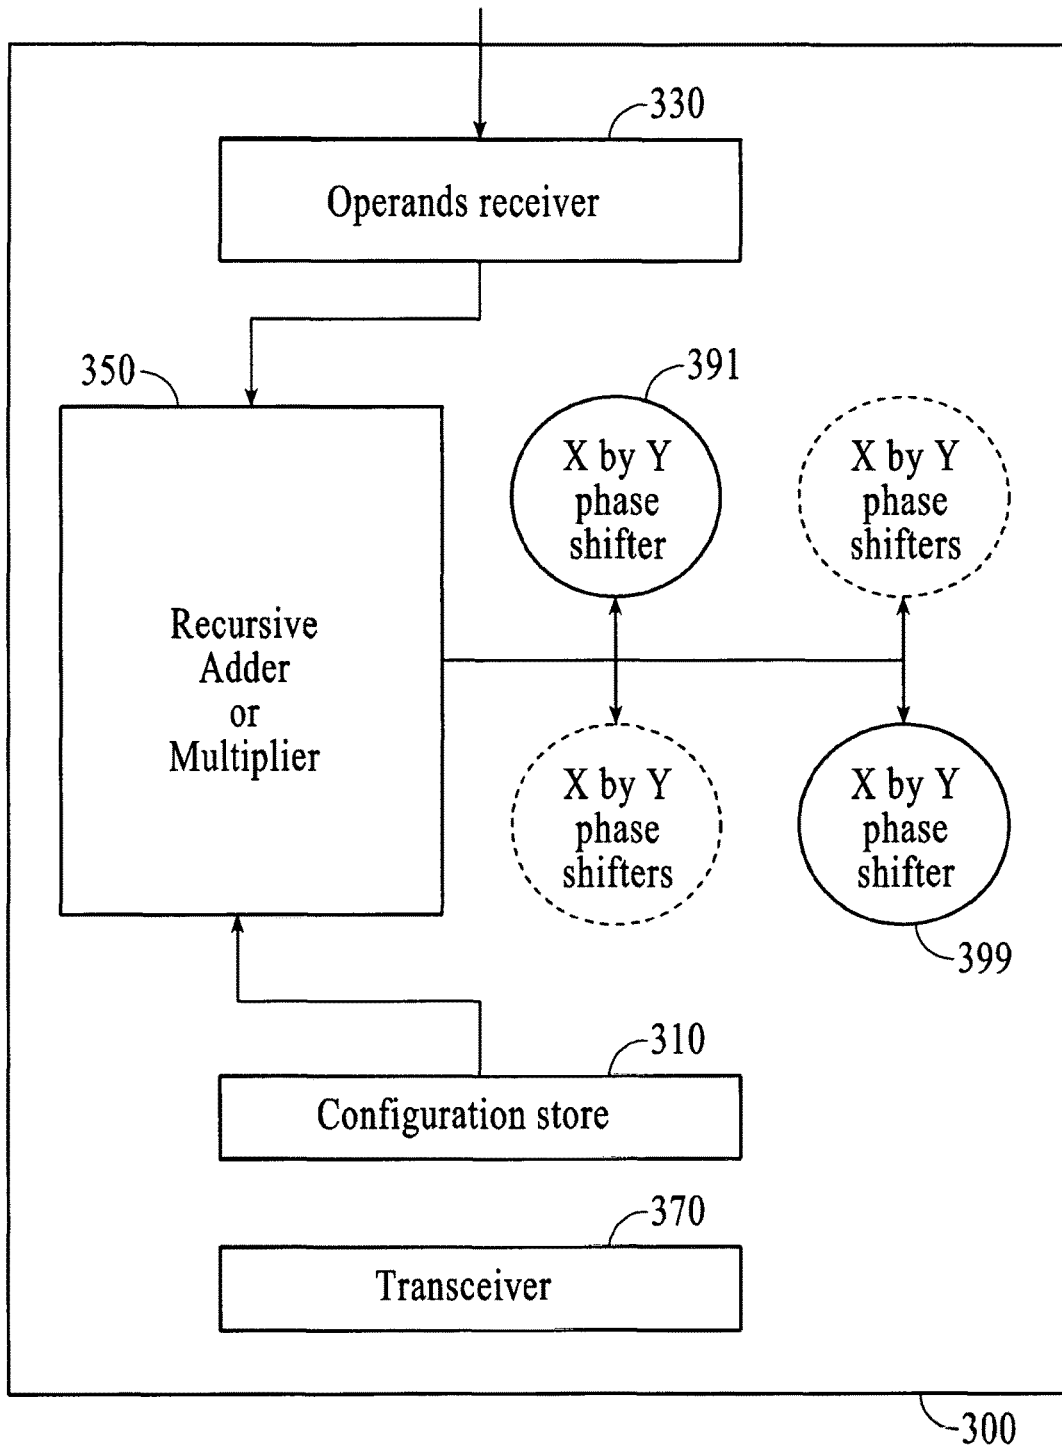 330
Operands receiver
350
391
X by Y
phase
shifter
X by Y
phase
shifters
Recursive
Adder
or
Multiplier
X by Y
phase
shifters
X by Y
phase
shifter
399
310
Configuration store
370
Transceiver
300